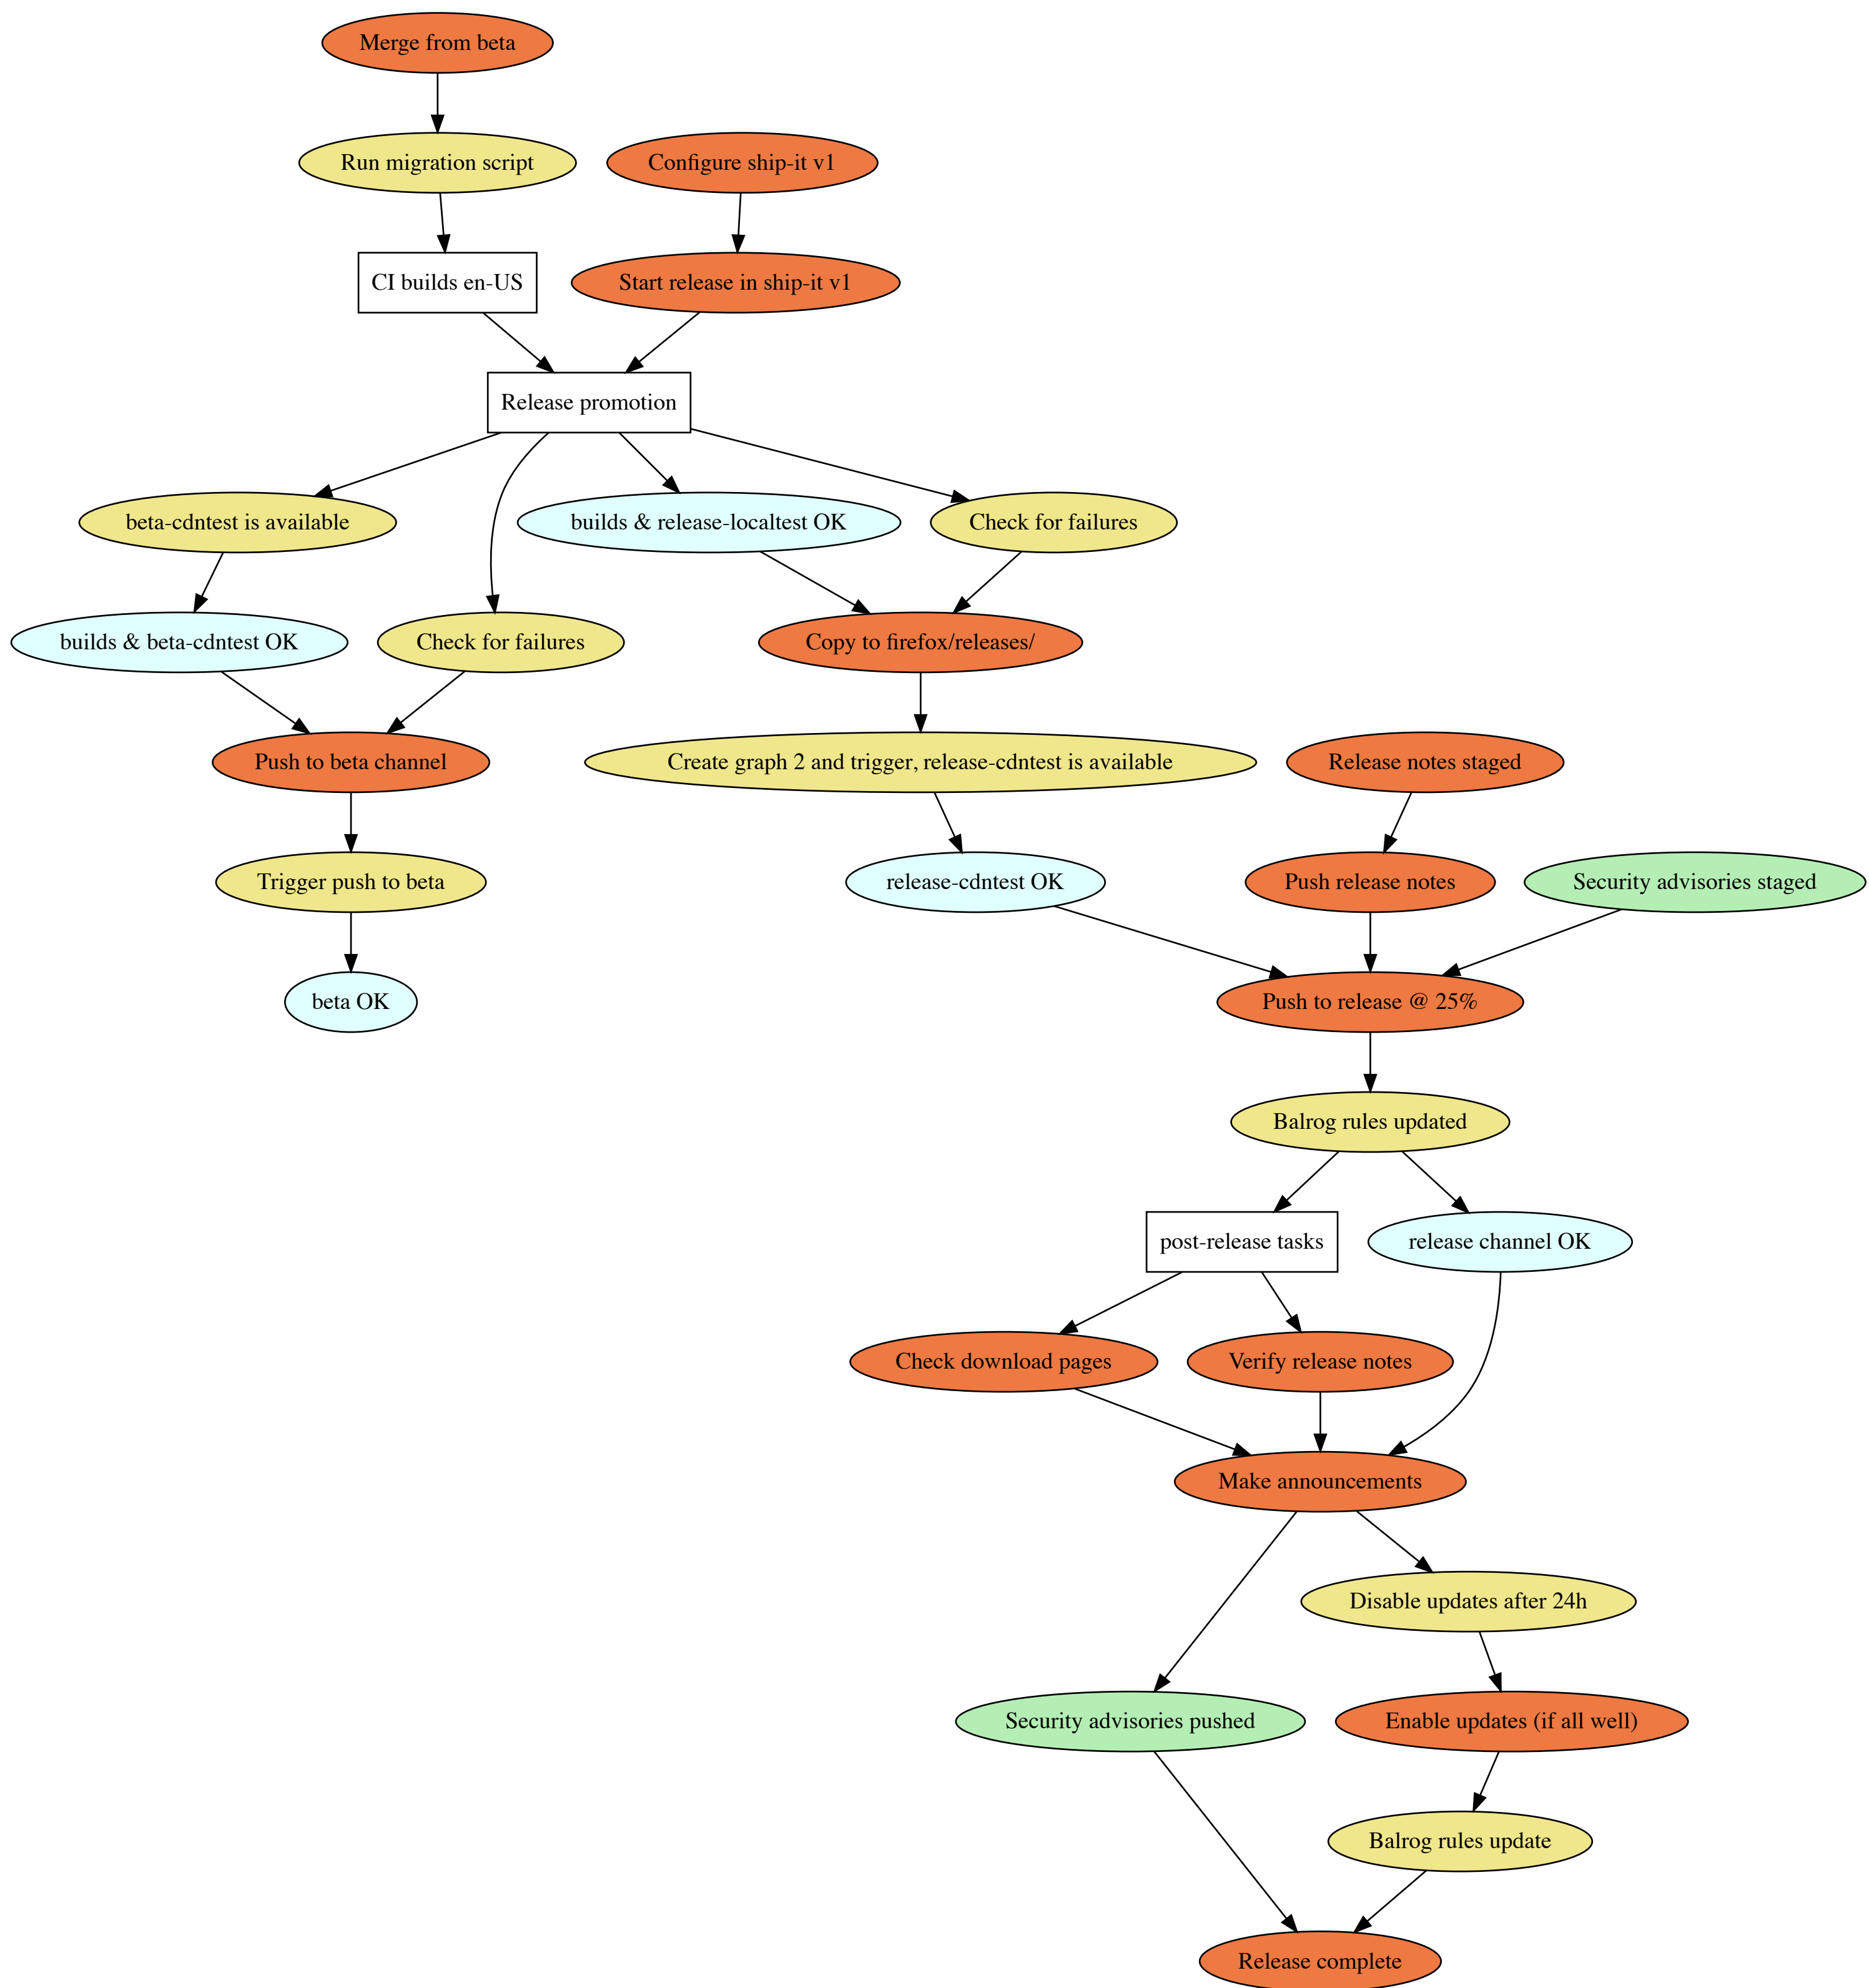 Merge from beta
Run migration script
Configure ship-it v1
CI builds en-US
Start release in ship-it v1
Release promotion
beta-cdntest is available
builds & release-localtest OK
Check for failures
builds & beta-cdntest OK
Check for failures
Copy to firefox/releases/
Push to beta channel
Create graph 2 and trigger, release-cdntest is available
Release notes staged
Trigger push to beta
release-cdntest OK
Push release notes
Security advisories staged
beta OK
Push to release @ 25%
Balrog rules updated
post-release tasks
release channel OK
Check download pages
Verify release notes
Make announcements
Disable updates after 24h
Security advisories pushed
Enable updates (if all well)
Balrog rules update
Release complete